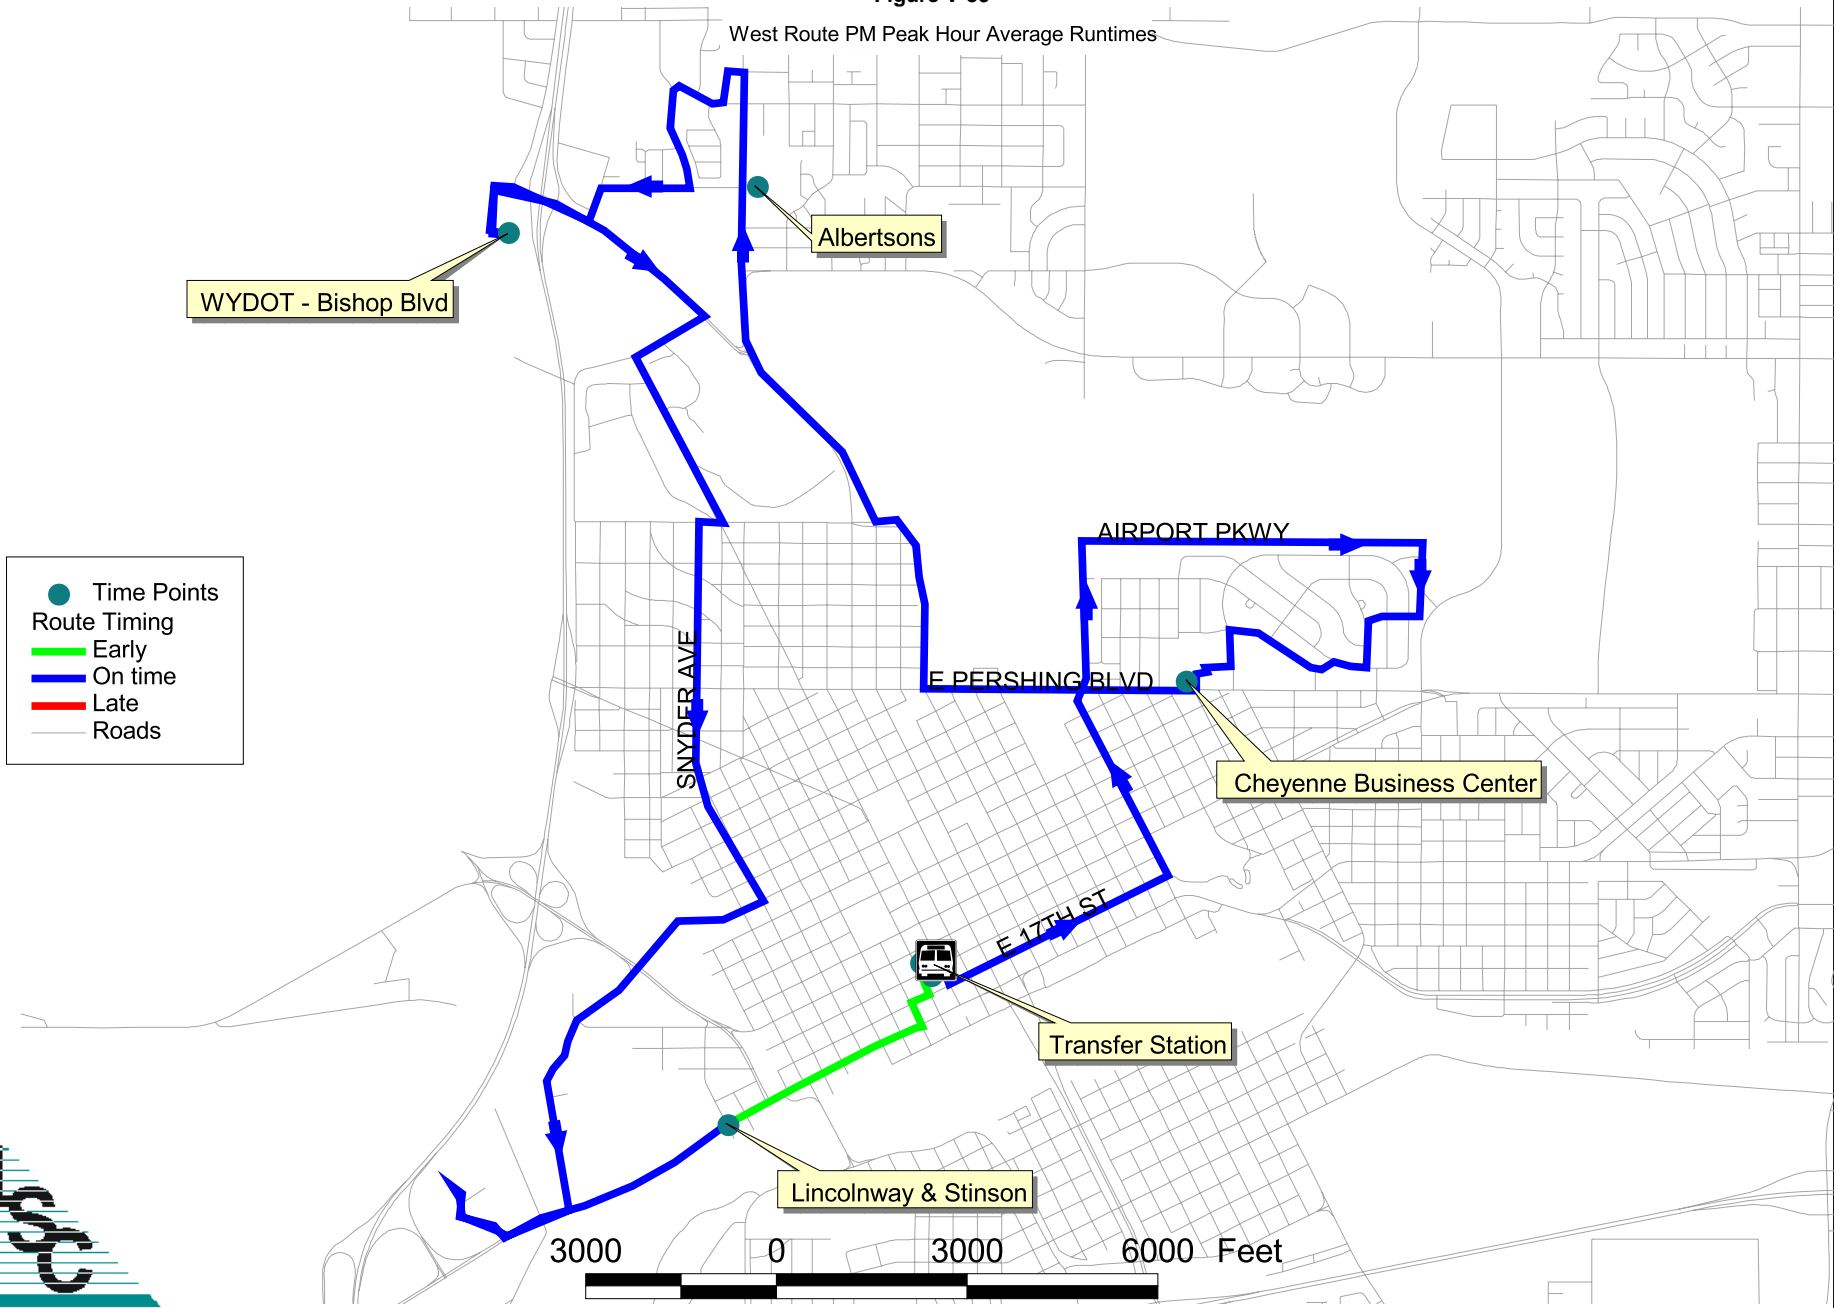 West Route PM Peak Hour Average Runtimes
Albertsons
WYDOT - Bishop Blvd
AIRPORT PKWY
Time Points
Route Timing
Early
On time
Late
Roads
SNYDER AVE
E PERSHING BLVD
Cheyenne Business Center
E 17TH ST
Transfer Station
Lincolnway & Stinson
3000 0 3000 6000 Feet
SC